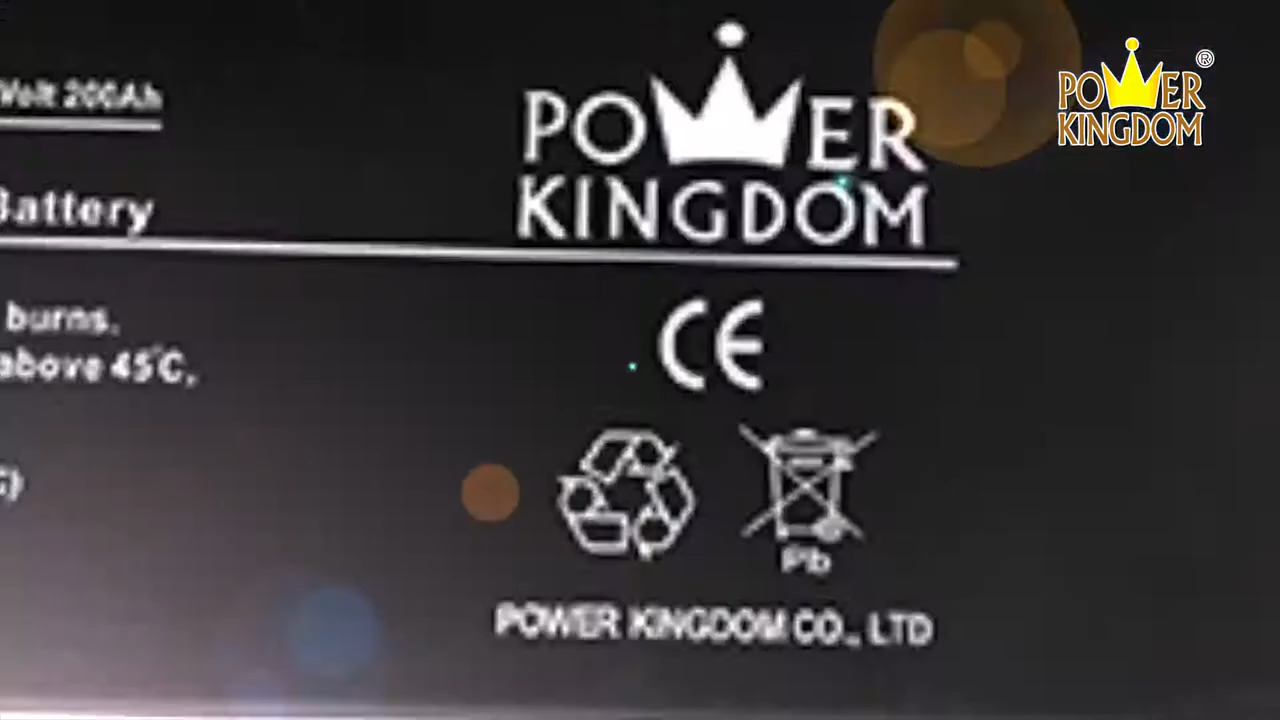 Volt 200Ah
POWER
KINGDOM
POWER ®
KINGDOM
Battery
burns.
above 45°C,
CE
Pb
POWER KINGDOM CO., LTD